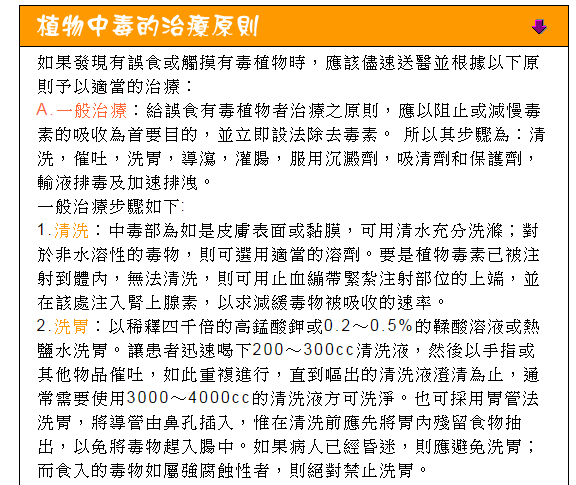 植物中毒的治療原則
如果發現有誤食或觸摸有毒植物時，應該儘速送醫並根據以下原
則予以適當的治療：
A.一般治療：給誤食有毒植物者治療之原則，應以阻止或減慢毒
素的吸收為首要目的，並立即設法除去毒素。 所以其步驟為：清
洗，催吐，洗胃，導瀉，灌腸，服用沉澱劑，吸清劑和保護劑，
輸液排毒及加速排洩。
一般治療步驟如下:
1.清洗：中毒部為如是皮膚表面或黏膜，可用清水充分洗滌；對
於非水溶性的毒物，則可選用適當的溶劑。要是植物毒素已被注
射到體內，無法清洗，則可用止血繃帶緊紮注射部位的上端，並
在該處注入腎上腺素，以求減緩毒物被吸收的速率。
2.洗胃：以稀釋四千倍的高錳酸鉀或0.2～0.5%的鞣酸溶液或熱
鹽水洗胃。讓患者迅速喝下200～300cc清洗液，然後以手指或
其他物品催吐，如此重複進行，直到嘔出的清洗液澄清為止，通
常需要使用3000～4000cc的清洗液方可洗淨。也可採用胃管法
洗胃，將導管由鼻孔插入，惟在清洗前應先將胃內殘留食物抽
出，以免將毒物趕入腸中。如果病人已經昏迷，則應避免洗胃；
而食入的毒物如屬強腐蝕性者，則絕對禁止洗胃。